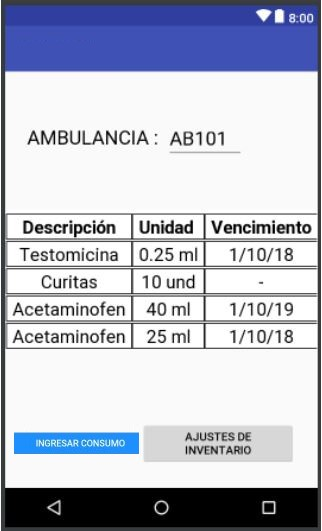 8:00
AMBULANCIA : AB101
Descripción Unidad Vencimiento
Testomicina 0.25 ml 1/10/18
Curitas 10 und -
Acetaminofen 40 ml 1/10/19
Acetaminofen 25 ml 1/10/18
INGRESAR CONSUMO
AJUSTES DE
INVENTARIO